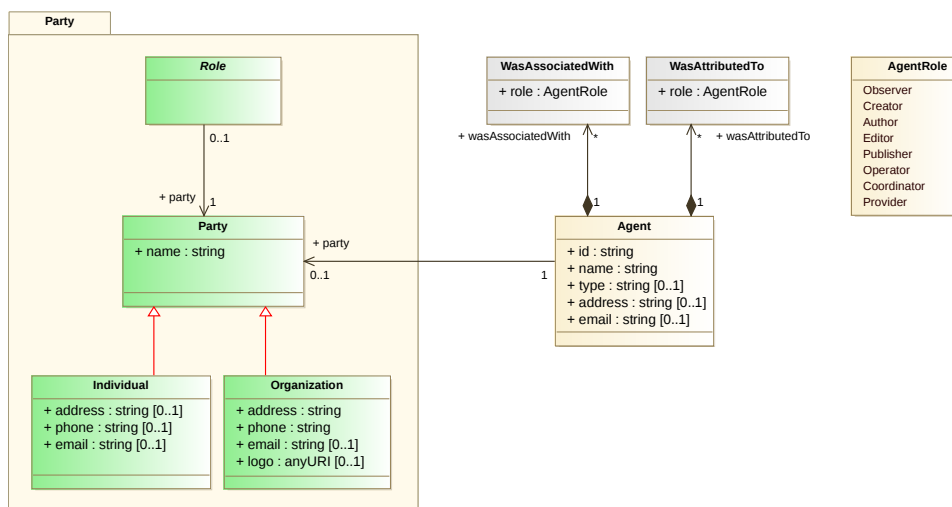 Party
Role
0..1
+ party
1
Party
+ name : string
Individual
+ address : string [0..1]
+ phone : string [0..1]
+ email : string [0..1]
Organization
+ address : string
+ phone : string
+ email : string [0..1]
+ logo : anyURI [0..1]
+ party
0..1
1
WasAssociatedWith
+ role : AgentRole
+ wasAssociatedWith
*
1
WasAttributedTo
+ role : AgentRole
*
+ wasAttributedTo
1
Agent
+ id : string
+ name : string
+ type : string [0..1]
+ address : string [0..1]
+ email : string [0..1]
AgentRole
Observer
Creator
Author
Editor
Publisher
Operator
Coordinator
Provider